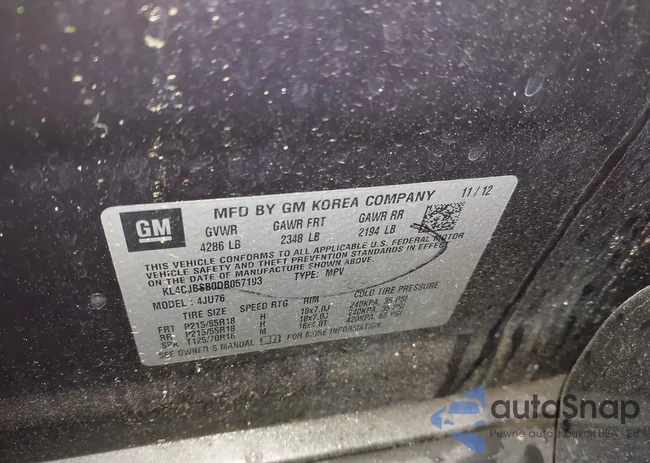 GM
MFD BY GM KOREA COMPANY 11/12
GVWR GAWR FRT GAWR RR
4286 LB 2348 LB 2194 LB
THIS VEHICLE CONFORMS TO ALL APPLICABLE U.S. FEDERAL MOTOR
VEHICLE SAFETY AND THEFT PREVENTION STANDARDS IN EFFECT ON
THE DATE OF MANUFACTURE SHOWN ABOVE.
KL4CJBSB0DB057193 TYPE: MPV
MODEL: 4JU76
TIRE SIZE SPEED RTG RIM COLD TIRE PRESSURE
FRT P215/55R18 H 18x7.0J 240KPA, 35 PSI
RR P215/55R18 H 18x7.0J 240KPA, 35 PSI
SPA T125/70R16 M 16x4.0T 420KPA, 60 PSI
SEE OWNER'S MANUAL FOR MORE INFORMATION.
autoSnap
Pewne auto z aukcji USA